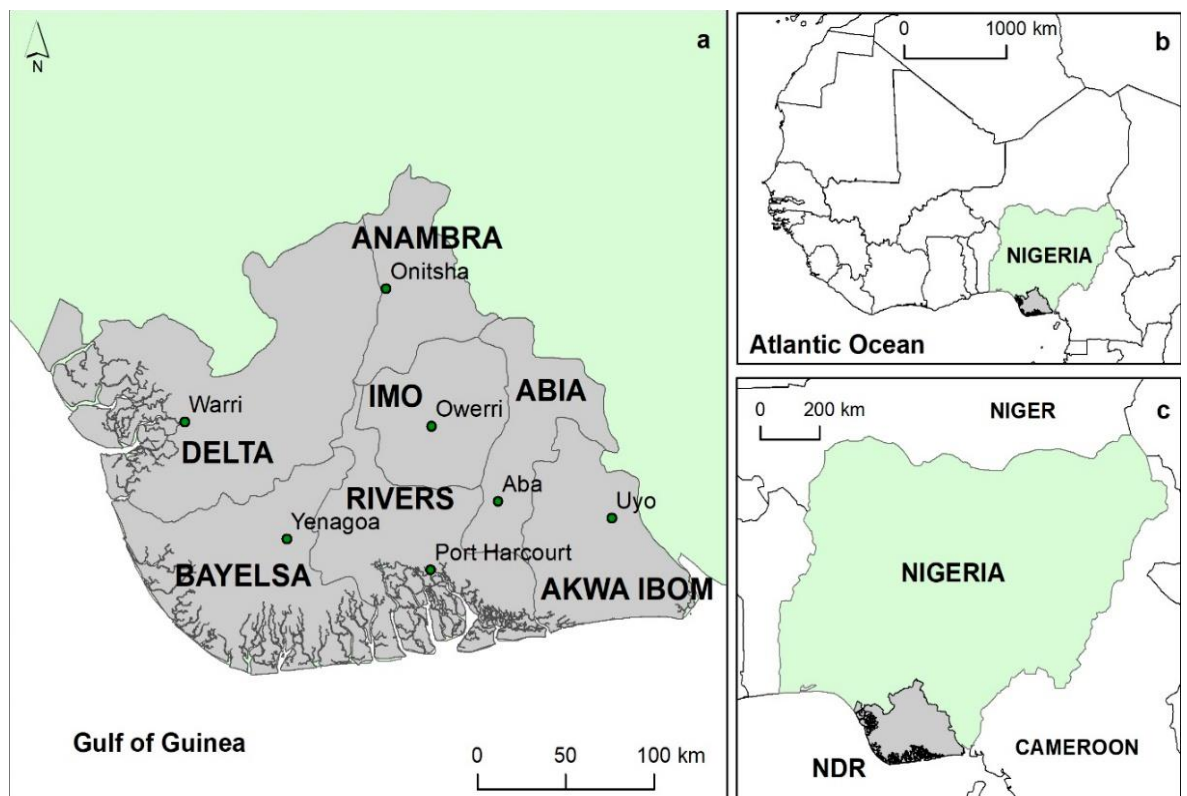 a
N
ANAMBRA
Onitsha
IMO
ABIA
Owerri
Warri
DELTA
RIVERS
Aba
Uyo
Yenagoa
Port Harcourt
BAYELSA
AKWA IBOM
Gulf of Guinea
0 50 100 km
b
0 1000 km
NIGERIA
Atlantic Ocean
c
0 200 km
NIGER
NIGERIA
CAMEROON
NDR